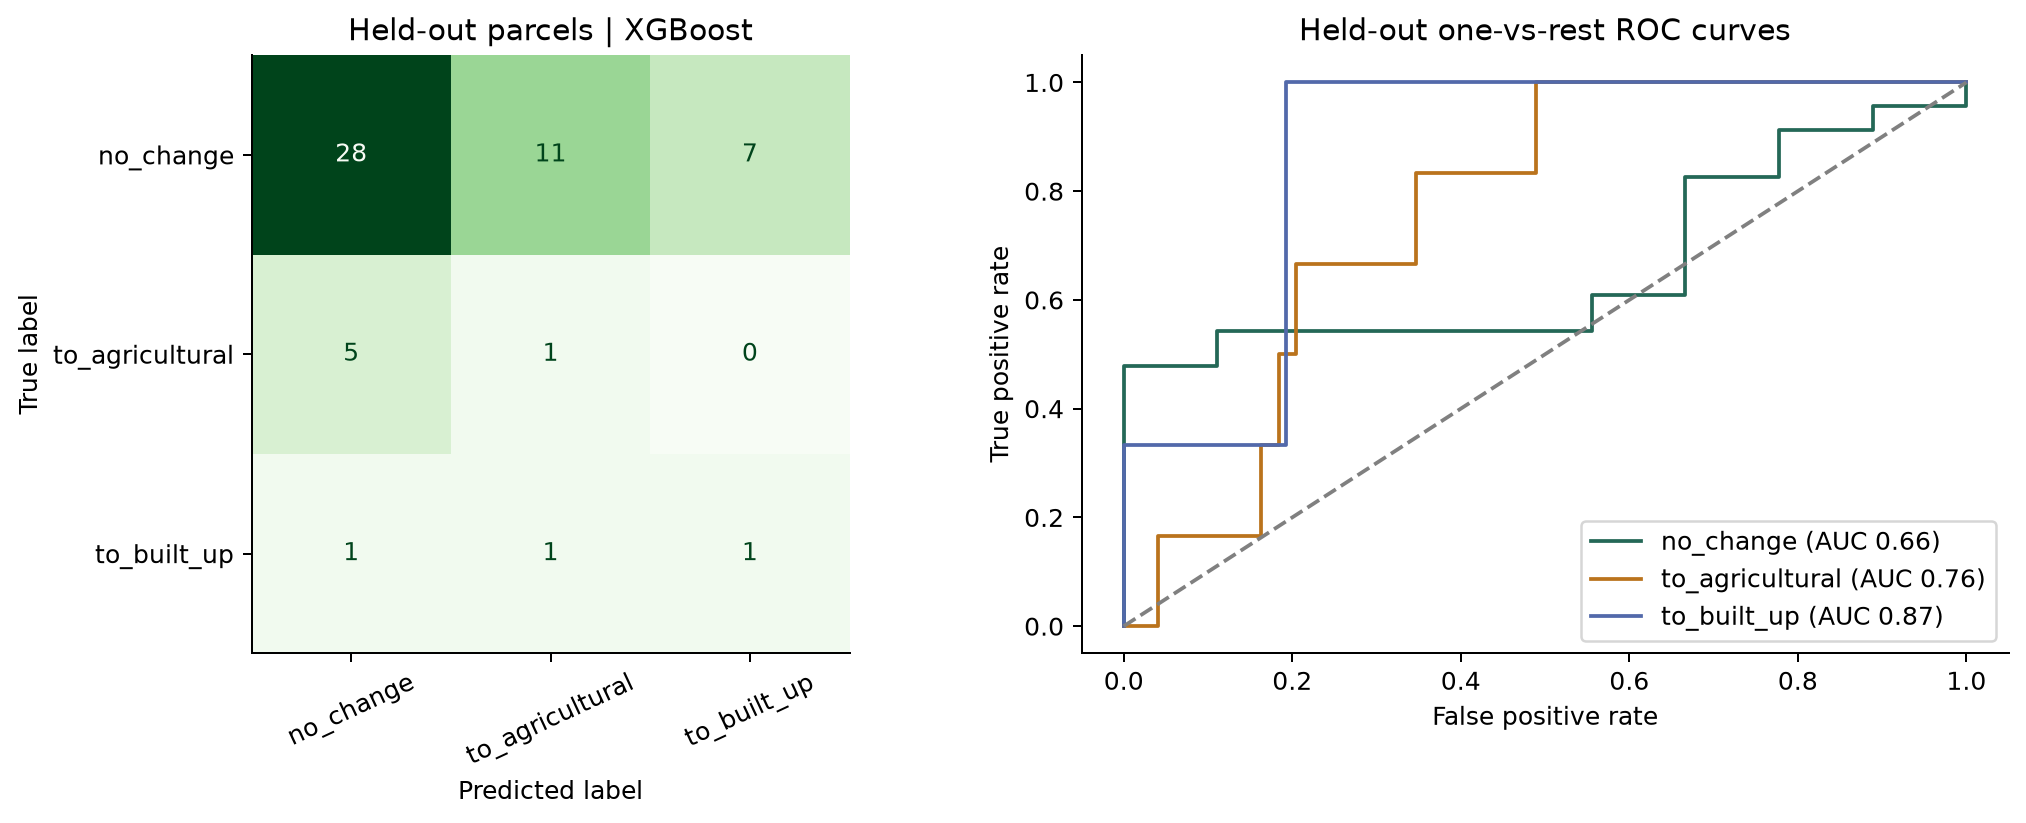 Held-out parcels | XGBoost
True label
no_change
28 11 7
to_agricultural
5 1 0
to_built_up
1 1 1
no_change to_agricultural to_built_up
Predicted label
Held-out one-vs-rest ROC curves
True positive rate
1.0
0.8
0.6
0.4
0.2
0.0
no_change (AUC 0.66)
to_agricultural (AUC 0.76)
to_built_up (AUC 0.87)
0.0 0.2 0.4 0.6 0.8 1.0
False positive rate